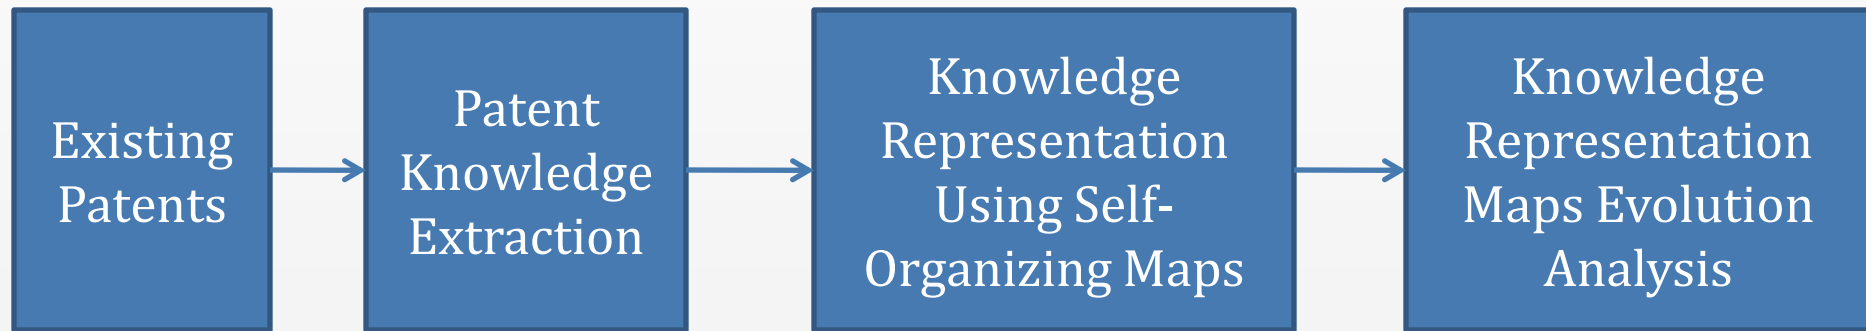 Existing
Patents
Patent
Knowledge
Extraction
Knowledge
Representation
Using Self-
Organizing Maps
Knowledge
Representation
Maps Evolution
Analysis